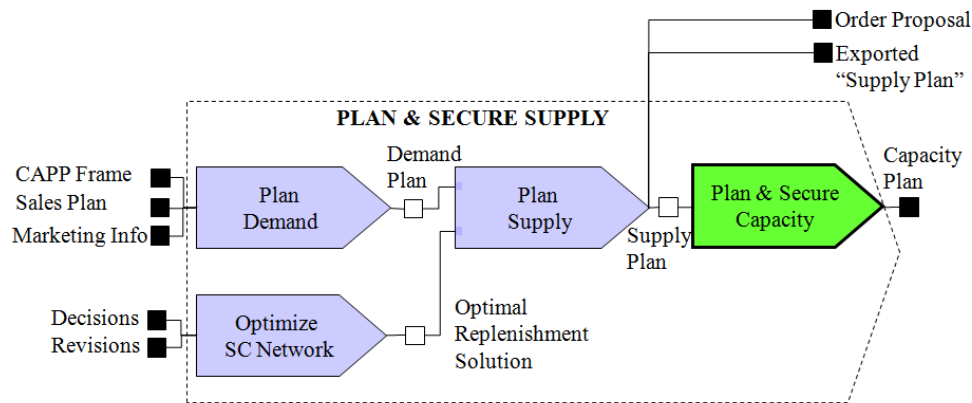 Order Proposal
Exported
“Supply Plan”
PLAN & SECURE SUPPLY
CAPP Frame
Sales Plan
Marketing Info
Plan
Demand
Demand
Plan
Plan
Supply
Supply
Plan
Plan & Secure
Capacity
Capacity
Plan
Decisions
Revisions
Optimize
SC Network
Optimal
Replenishment
Solution